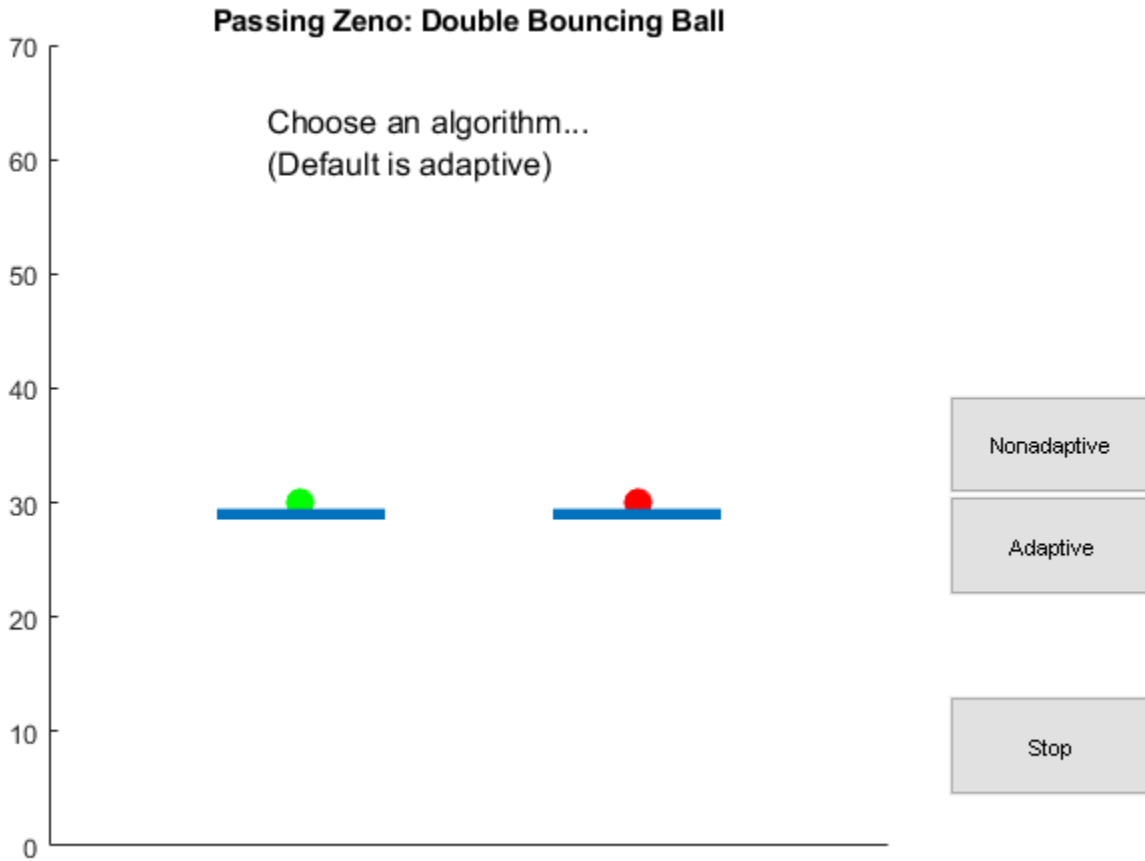 Passing Zeno: Double Bouncing Ball
70
Choose an algorithm...
(Default is adaptive)
60
50
40
30
20
10
0
Nonadaptive
Adaptive
Stop